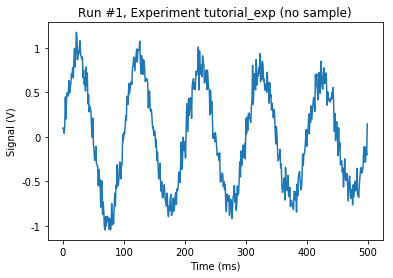 Run #1, Experiment tutorial_exp (no sample)
Signal (V)
1
0.5
0
-0.5
-1
0 100 200 300 400 500
Time (ms)